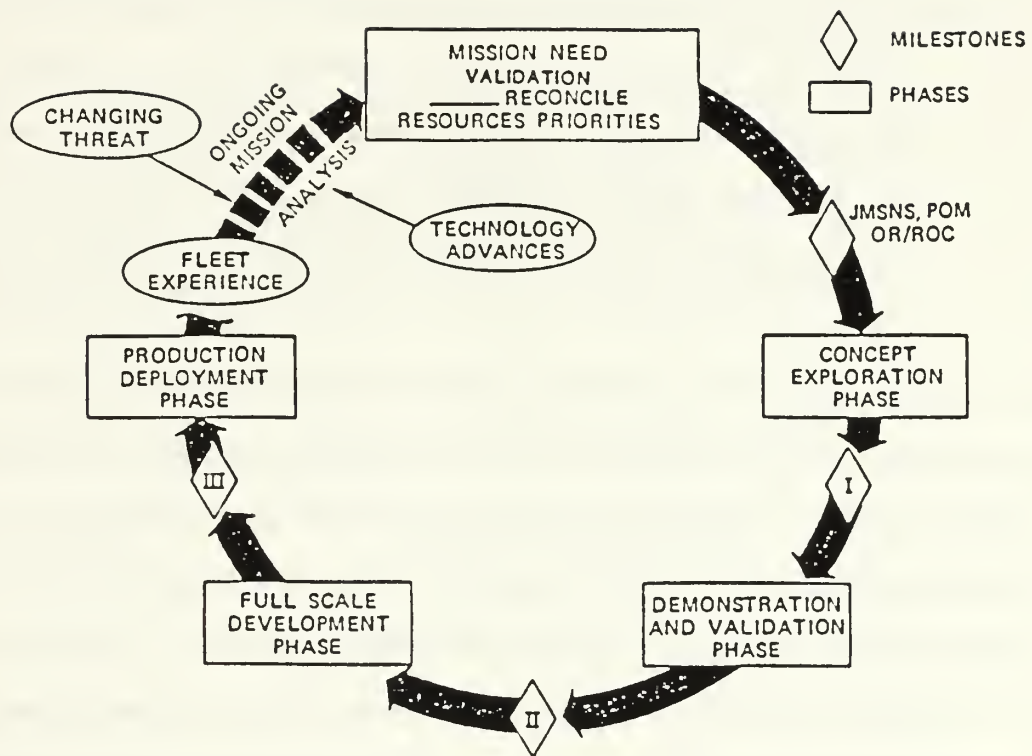 MISSION NEED
VALIDATION
____ RECONCILE
RESOURCES PRIORITIES
MILESTONES
PHASES
CHANGING
THREAT
ONGOING
MISSION
ANALYSIS
TECHNOLOGY
ADVANCES
FLEET
EXPERIENCE
JMSNS, POM
OR/ROC
CONCEPT
EXPLORATION
PHASE
I
DEMONSTRATION
AND VALIDATION
PHASE
II
FULL SCALE
DEVELOPMENT
PHASE
III
PRODUCTION
DEPLOYMENT
PHASE